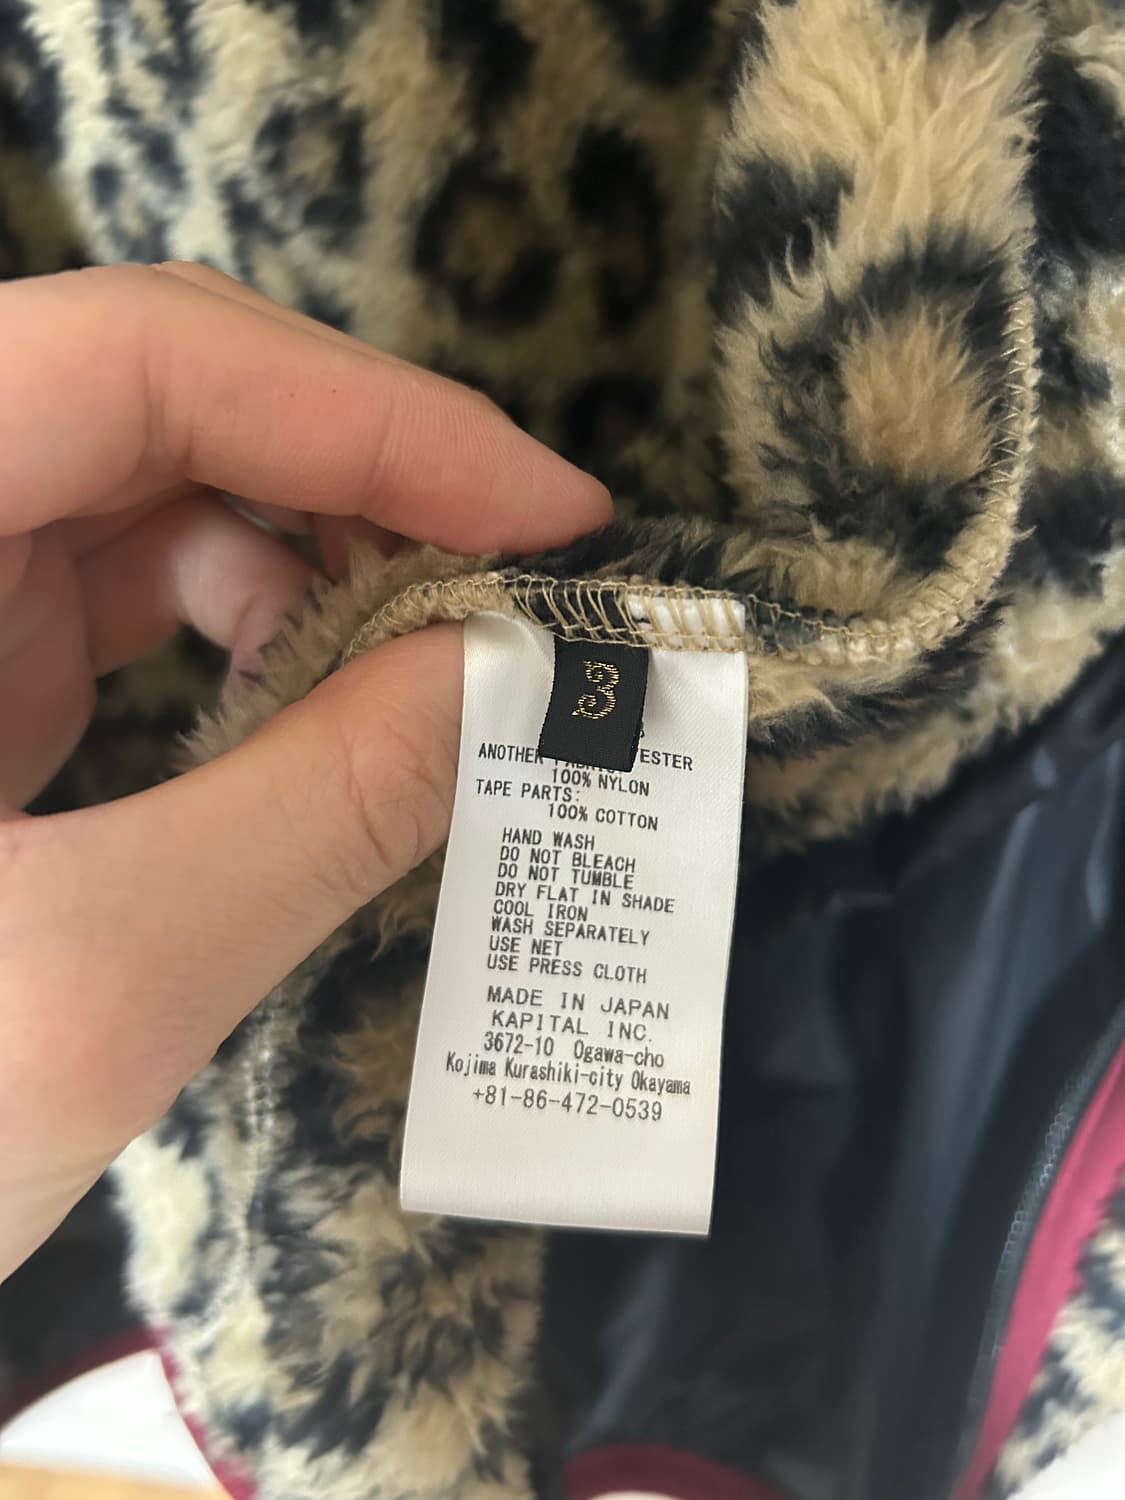 3
ANOTHER FABRIC ESTER
100% NYLON
TAPE PARTS:
100% COTTON
HAND WASH
DO NOT BLEACH
DO NOT TUMBLE
DRY FLAT IN SHADE
COOL IRON
WASH SEPARATELY
USE NET
USE PRESS CLOTH
MADE IN JAPAN
KAPITAL INC.
3672-10 Ogawa-cho
Kojima Kurashiki-city Okayama
+81-86-472-0539